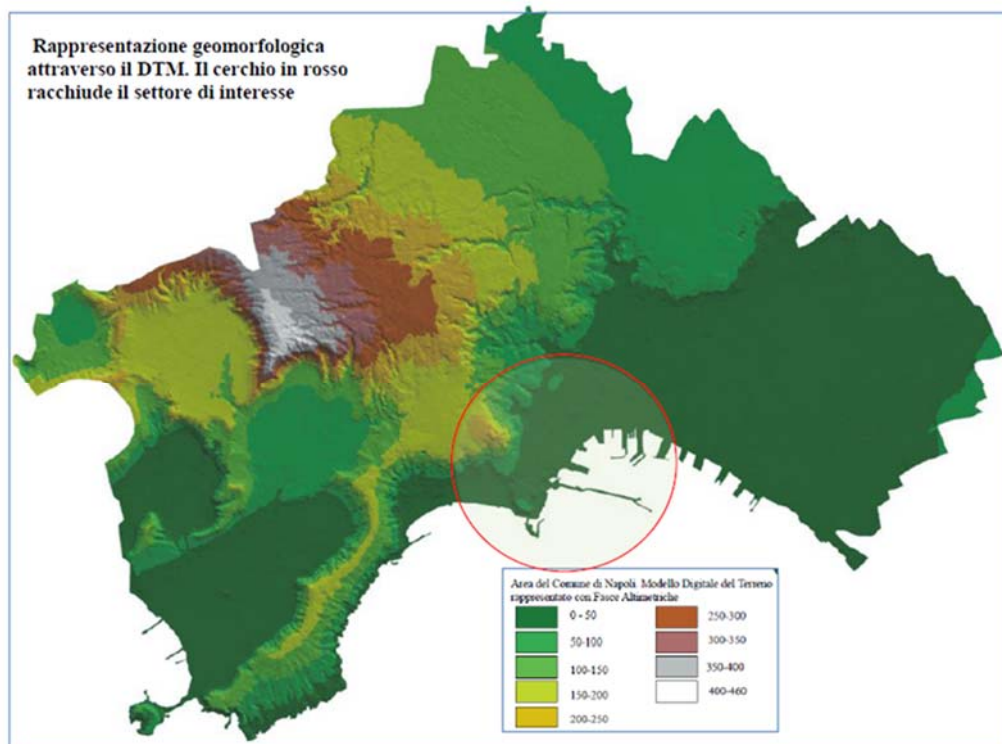 Rappresentazione geomorfologica
attraverso il DTM. Il cerchio in rosso
racchiude il settore di interesse
Area del Comune di Napoli. Modello Digitale del Terreno
rappresentato con Fasce Altimetriche
0 - 50
50-100
100-150
150-200
200-250
250-300
300-350
350-400
400-460